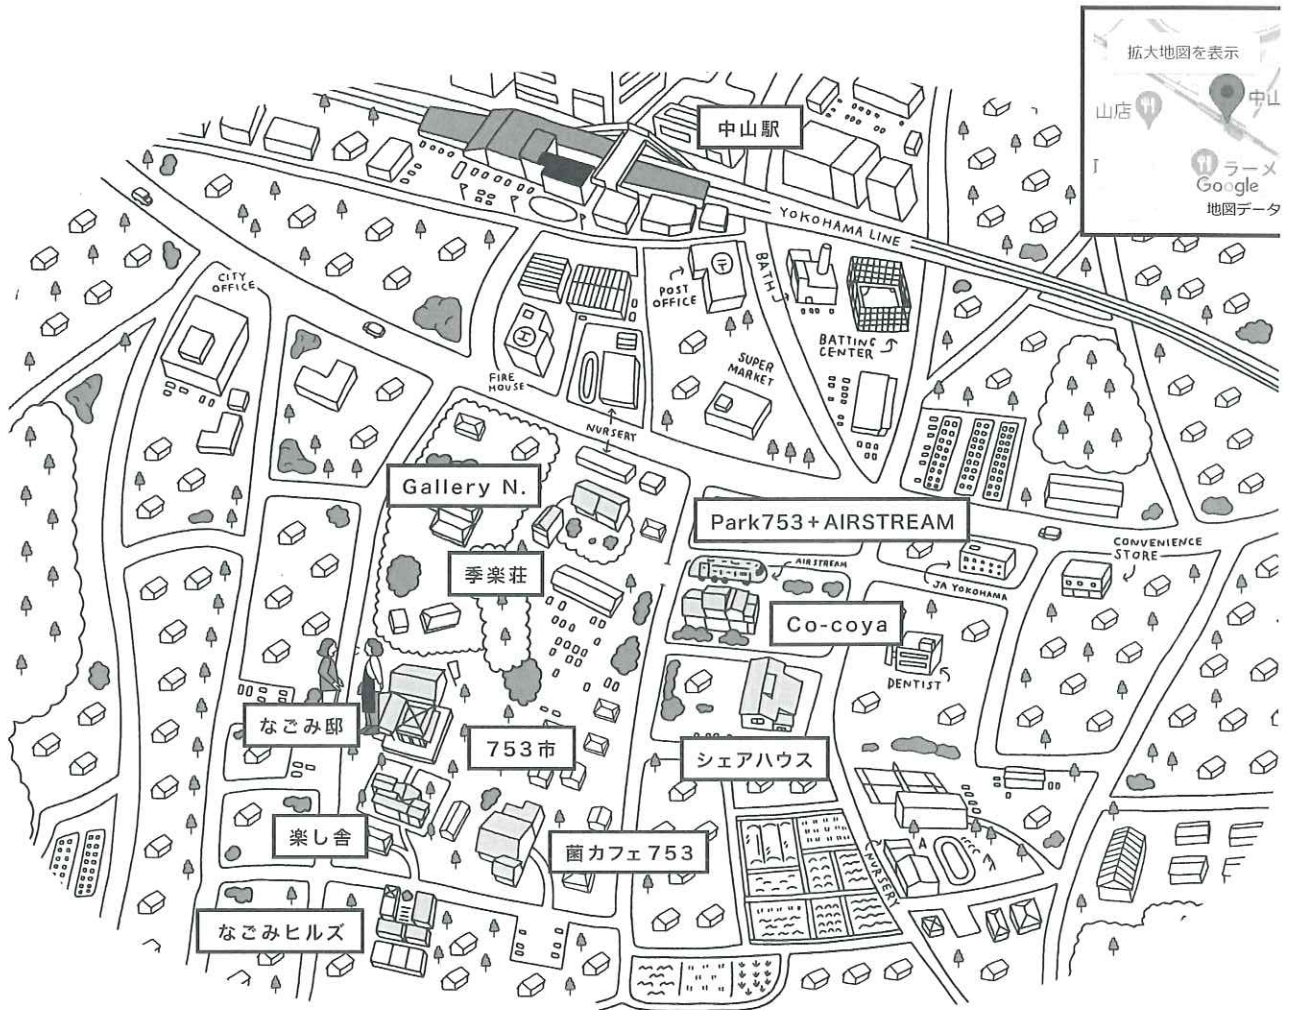 拡大地図を表示
中山
山店
ラーメ
Google
地図データ
中山駅
YOKOHAMA LINE
CITY
OFFICE
POST
OFFICE
BATH
BATTING
CENTER
FIRE
HOUSE
SUPER
MARKET
NURSERY
Gallery N.
Park753+AIRSTREAM
季楽荘
AIRSTREAM
JA YOKOHAMA
CONVENIENCE
STORE
Co-coya
DENTIST
なごみ邸
753市
シェアハウス
楽し舎
菌カフェ753
NURSERY
なごみヒルズ